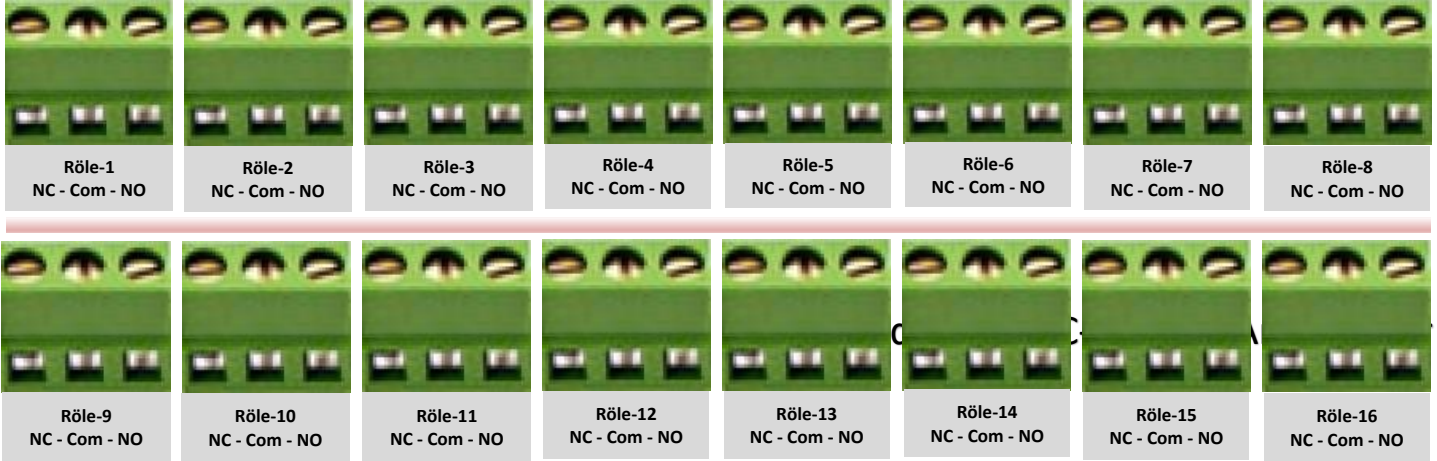 Röle-1
NC - Com - NO
Röle-2
NC - Com - NO
Röle-3
NC - Com - NO
Röle-4
NC - Com - NO
Röle-5
NC - Com - NO
Röle-6
NC - Com - NO
Röle-7
NC - Com - NO
Röle-8
NC - Com - NO
Röle-9
NC - Com - NO
Röle-10
NC - Com - NO
Röle-11
NC - Com - NO
Röle-12
NC - Com - NO
Röle-13
NC - Com - NO
Röle-14
NC - Com - NO
Röle-15
NC - Com - NO
Röle-16
NC - Com - NO